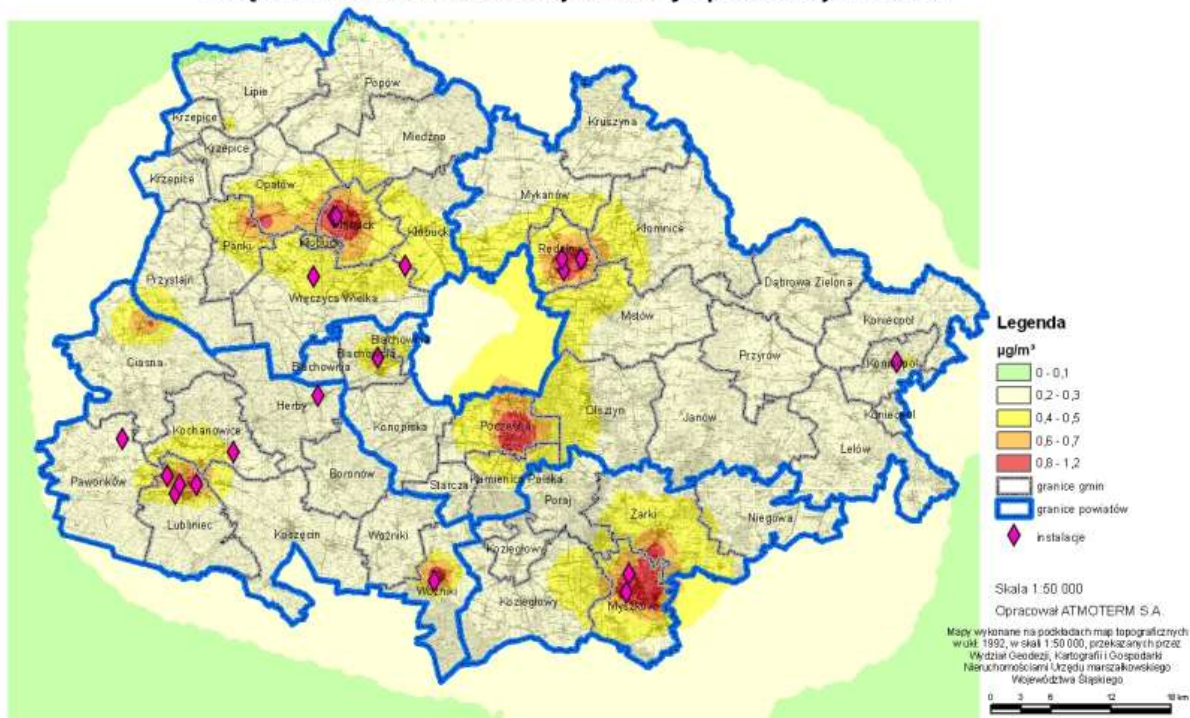 Lipie
Popów
Krzepice
Miedźno
Kruszyna
Krzepice
Krzepice
Opatów
Mykanów
Kłobuck
Kłomnice
Panki
Rędziny
Przystajń
Wręczyca Wielka
Dąbrowa Zielona
Mstów
Koniecpol
Ciasna
Blachownia
Blachownia
Blachownia
Przyrów
Koniecpol
Herby
Konopiska
Poczesna
Olsztyn
Janów
Koniecpol
Lelów
Kochanowice
Pawonków
Boronów
Starcza
Kamienica Polska
Poraj
Żarki
Niegowa
Lubliniec
Koszęcin
Woźniki
Koziegłowy
Woźniki
Koziegłowy
Myszków
Legenda
µg/m³
0 - 0,1
0,2 - 0,3
0,4 - 0,5
0,6 - 0,7
0,8 - 1,2
granice gmin
granice powiatów
instalacje
Skala 1:50 000
Opracował ATMOTERM S.A.
Mapy wykonane na podkładach map topograficznych
w ukł. 1992, w skali 1:50 000, przekazanych przez
Wydział Geodezji, Kartografii i Gospodarki
Nieruchomościami Urzędu marszałkowskiego
Województwa Śląskiego
0 3 6 12 18 km